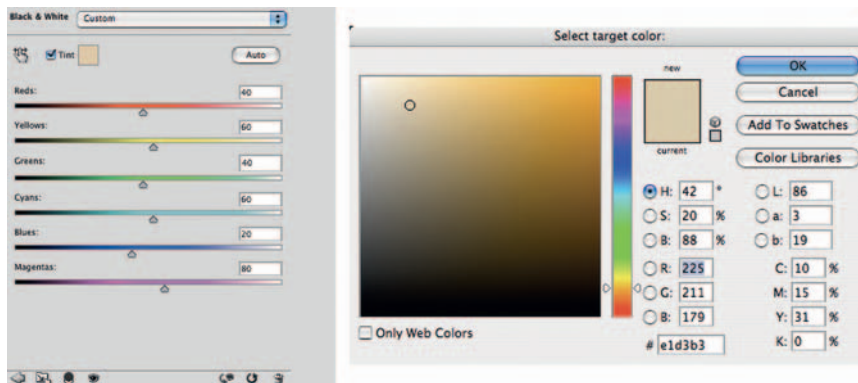 Black & White Custom
Tint Auto
Reds: 40
Yellows: 60
Greens: 40
Cyans: 60
Blues: 20
Magentas: 80
Select target color:
new
current
OK
Cancel
Add To Swatches
Color Libraries
H: 42 °
S: 20 %
B: 88 %
R: 225
G: 211
B: 179
# e1d3b3
L: 86
a: 3
b: 19
C: 10 %
M: 15 %
Y: 31 %
K: 0 %
Only Web Colors